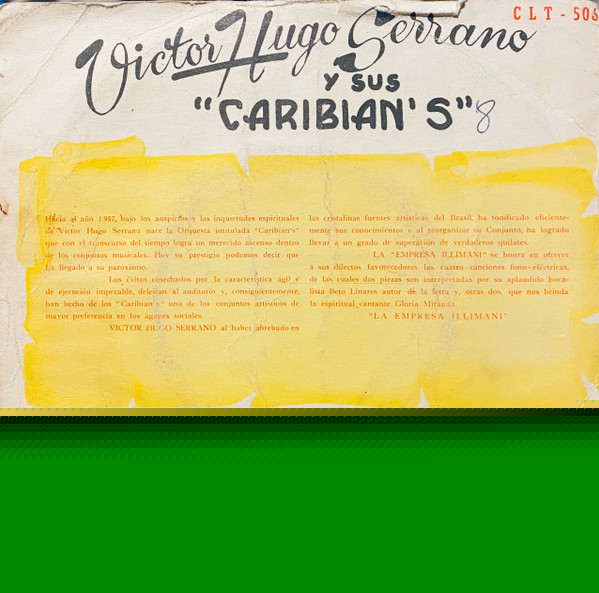 CLT-508
Victor Hugo Serrano
Y SUS
"CARIBIAN'S" 8
Hacia al año 1957, bajo los auspicios y las inquietudes espirituales
de Victor Hugo Serrano nace la Orquesta intitulada "Caribian's"
que con el transcurso del tiempo logra un merecido ascenso dentro
de los conjuntos musicales. Hoy su prestigio podemos decir que
ha llegado a su paroxismo.
Los éxitos cosechados por la característica ágil y
de ejecución impecable, deleitan al auditorio y, consiguientemente,
han hecho de los "Caribian's" uno de los conjuntos artísticos de
mayor preferencia en los ágapes sociales.
VICTOR HUGO SERRANO al haber abrebado en
las cristalinas fuentes artísticas del Brasil, ha tonificado eficiente-
mente sus conocimientos y al reorganizar su Conjunto, ha logrado
llevar a un grado de superación de verdaderos quilates.
LA "EMPRESA ILLIMANI" se honra en ofrecer
a sus dilectos favorecedores las cuatro canciones fono-eléctricas,
de las cuales dos piezas son interpretadas por su aplaudido boca-
lista Beto Linares autor de la letra y, otras dos, que nos brinda
la espiritual cantante Gloria Miranda.
"LA EMPRESA ILLIMANI"